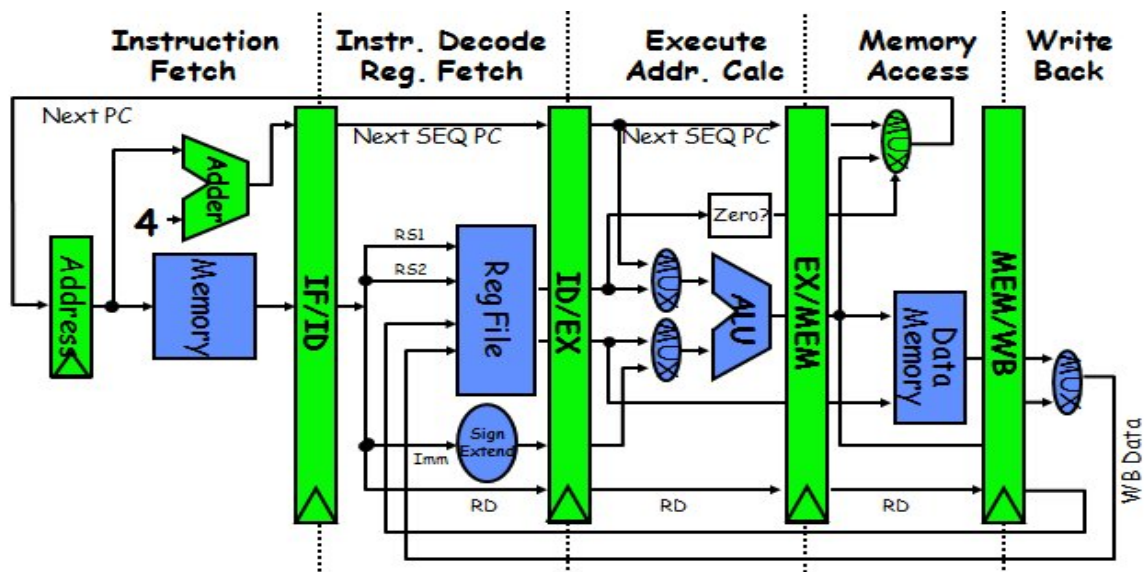 Instruction
Fetch
Instr. Decode
Reg. Fetch
Execute
Addr. Calc
Memory
Access
Write
Back
Next PC
Next SEQ PC
Next SEQ PC
MUX
Adder
4
Zero?
RS1
RS2
Address
Memory
IF/ID
Reg File
ID/EX
MUX
MUX
ALU
EX/MEM
Data
Memory
MEM/WB
MUX
Sign
Extend
Imm
RD
RD
RD
WB Data